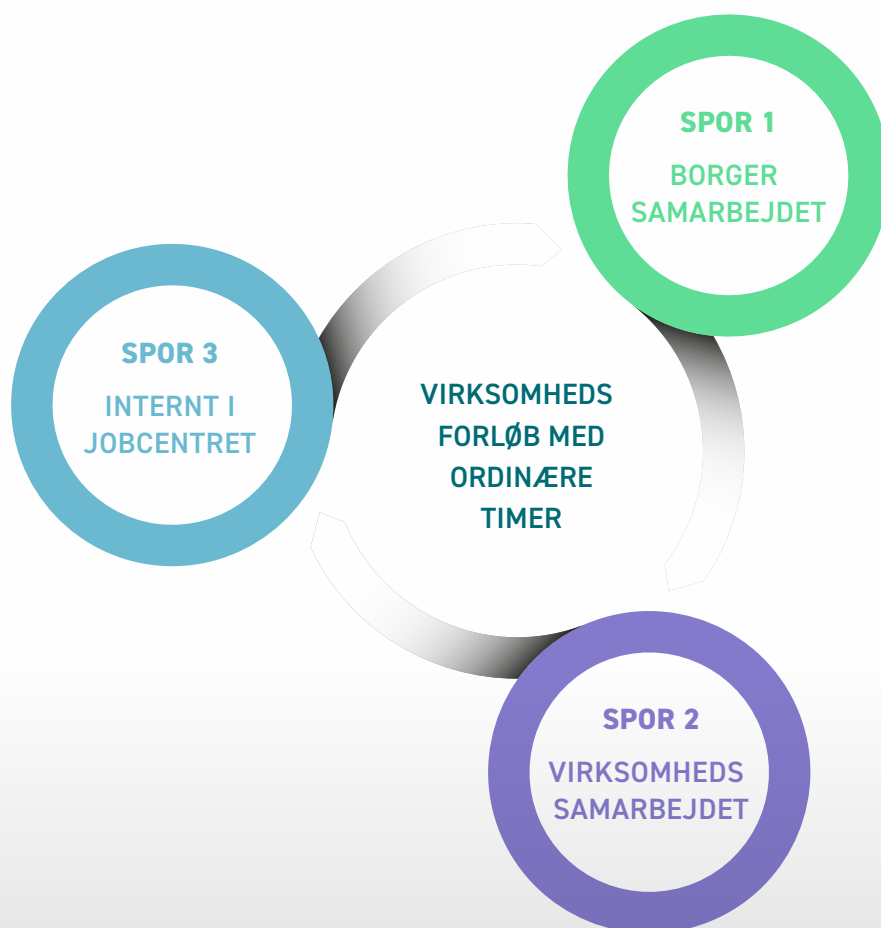 SPOR 1
BORGER
SAMARBEJDET
SPOR 3
INTERNT I
JOBCENTRET
VIRKSOMHEDS
FORLØB MED
ORDINÆRE
TIMER
SPOR 2
VIRKSOMHEDS
SAMARBEJDET